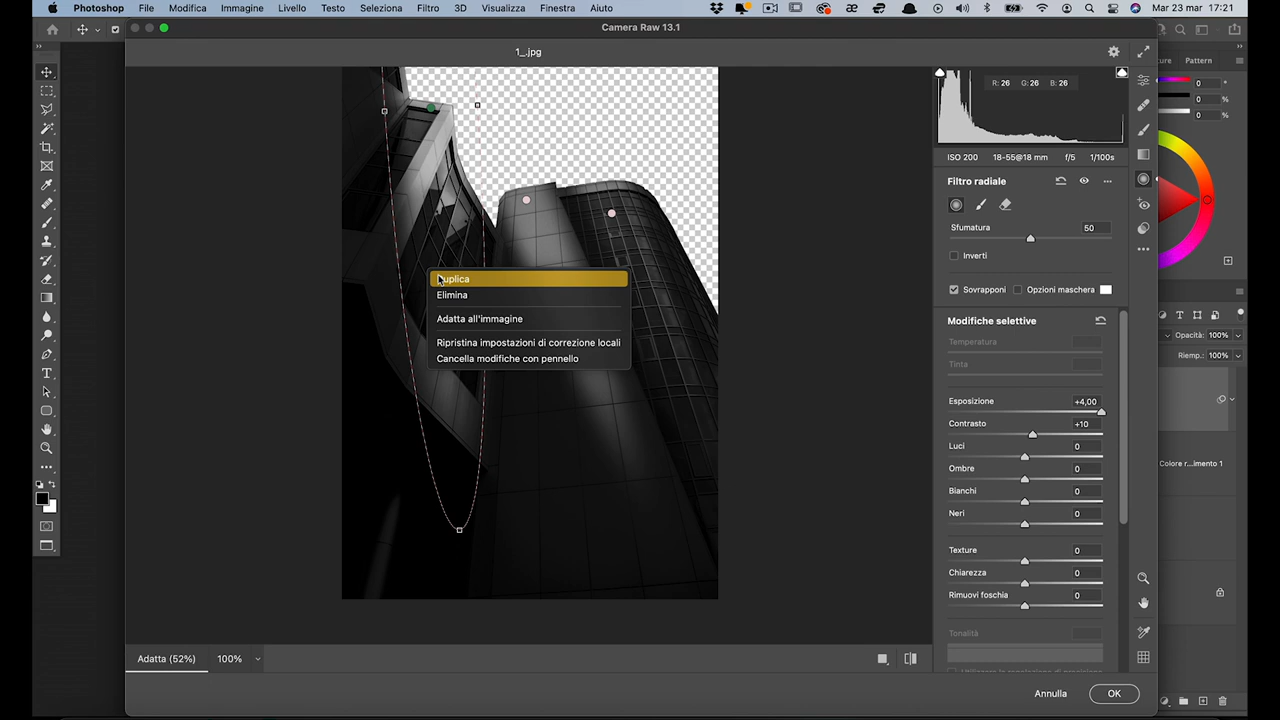 Photoshop File Modifica Immagine Livello Testo Seleziona Filtro 3D Visualizza Finestra Aiuto Mar 23 mar 17:21
Camera Raw 13.1
1_.jpg
Pattern
R: 26 G: 26 B: 26
0
0 %
0 %
ISO 200 18-55@18 mm f/5 1/100s
Filtro radiale
Sfumatura 50
Inverti
Sovrapponi Opzioni maschera
Duplica
Elimina
Adatta all'immagine
Ripristina impostazioni di correzione locali
Cancella modifiche con pennello
Modifiche selettive
Opacità: 100%
Temperatura
Riemp.: 100%
Tinta
Esposizione +4,00
Contrasto +10
Luci 0
Ombre 0
Colore r...imento 1
Bianchi 0
Neri 0
Texture 0
Chiarezza 0
Rimuovi foschia 0
Tonalità
Adatta (52%) 100%
Annulla OK